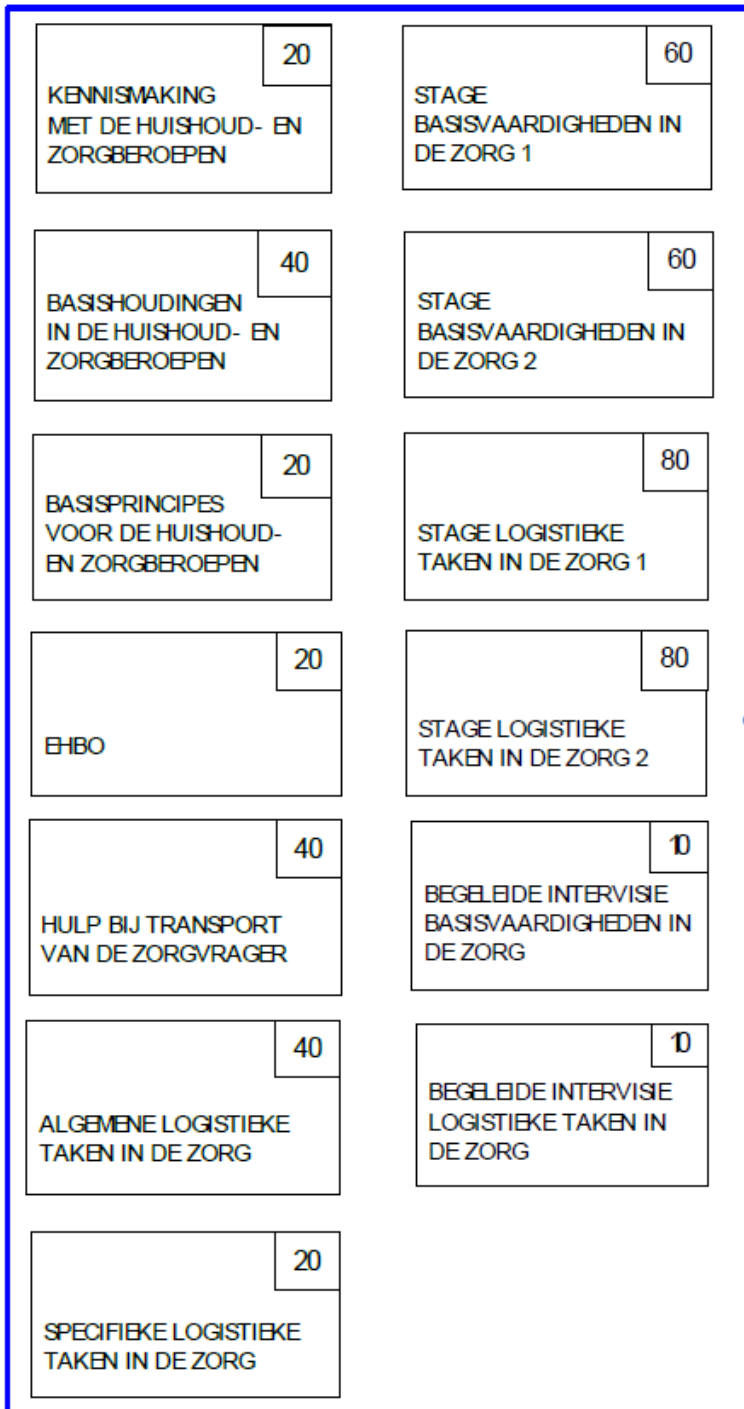 20
KENNISMAKING
MET DE HUISHOUD- EN
ZORGBEROEPEN
40
BASISHOUDINGEN
IN DE HUISHOUD- EN
ZORGBEROEPEN
20
BASISPRINCIPES
VOOR DE HUISHOUD-
EN ZORGBEROEPEN
20
EHBO
40
HULP BIJ TRANSPORT
VAN DE ZORGVRAGER
40
ALGEMENE LOGISTIEKE
TAKEN IN DE ZORG
20
SPECIFIEKE LOGISTIEKE
TAKEN IN DE ZORG
60
STAGE
BASISVAARDIGHEDEN IN
DE ZORG 1
60
STAGE
BASISVAARDIGHEDEN IN
DE ZORG 2
80
STAGE LOGISTIEKE
TAKEN IN DE ZORG 1
80
STAGE LOGISTIEKE
TAKEN IN DE ZORG 2
10
BEGELEIDE INTERVISIE
BASISVAARDIGHEDEN IN
DE ZORG
10
BEGELEIDE INTERVISIE
LOGISTIEKE TAKEN IN
DE ZORG